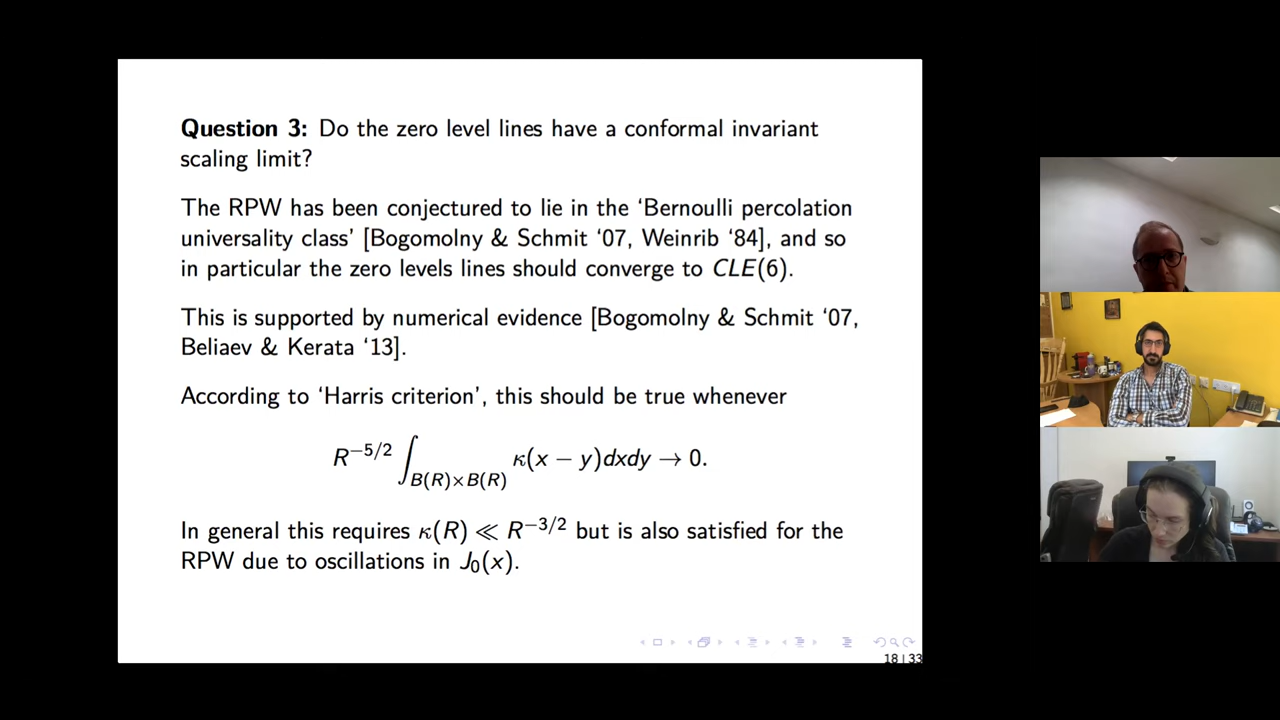 Question 3: Do the zero level lines have a conformal invariant
scaling limit?
The RPW has been conjectured to lie in the ‘Bernoulli percolation
universality class’ [Bogomolny & Schmit ‘07, Weinrib ‘84], and so
in particular the zero levels lines should converge to CLE(6).
This is supported by numerical evidence [Bogomolny & Schmit ‘07,
Beliaev & Kerata ‘13].
According to ‘Harris criterion’, this should be true whenever
R^{−5/2} ∫_{B(R)×B(R)} κ(x − y)dxdy → 0.
In general this requires κ(R) ≪ R^{−3/2} but is also satisfied for the
RPW due to oscillations in J₀(x).
18 | 33